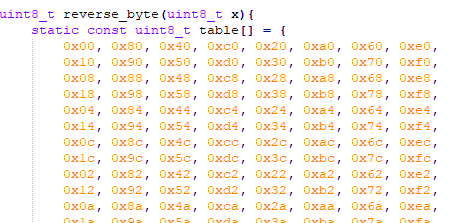 uint8_t reverse_byte(uint8_t x){
static const uint8_t table[] = {
0x00, 0x80, 0x40, 0xc0, 0x20, 0xa0, 0x60, 0xe0,
0x10, 0x90, 0x50, 0xd0, 0x30, 0xb0, 0x70, 0xf0,
0x08, 0x88, 0x48, 0xc8, 0x28, 0xa8, 0x68, 0xe8,
0x18, 0x98, 0x58, 0xd8, 0x38, 0xb8, 0x78, 0xf8,
0x04, 0x84, 0x44, 0xc4, 0x24, 0xa4, 0x64, 0xe4,
0x14, 0x94, 0x54, 0xd4, 0x34, 0xb4, 0x74, 0xf4,
0x0c, 0x8c, 0x4c, 0xcc, 0x2c, 0xac, 0x6c, 0xec,
0x1c, 0x9c, 0x5c, 0xdc, 0x3c, 0xbc, 0x7c, 0xfc,
0x02, 0x82, 0x42, 0xc2, 0x22, 0xa2, 0x62, 0xe2,
0x12, 0x92, 0x52, 0xd2, 0x32, 0xb2, 0x72, 0xf2,
0x0a, 0x8a, 0x4a, 0xca, 0x2a, 0xaa, 0x6a, 0xea,
0x1a, 0x9a, 0x5a, 0xda, 0x3a, 0xba, 0x7a, 0xfa,